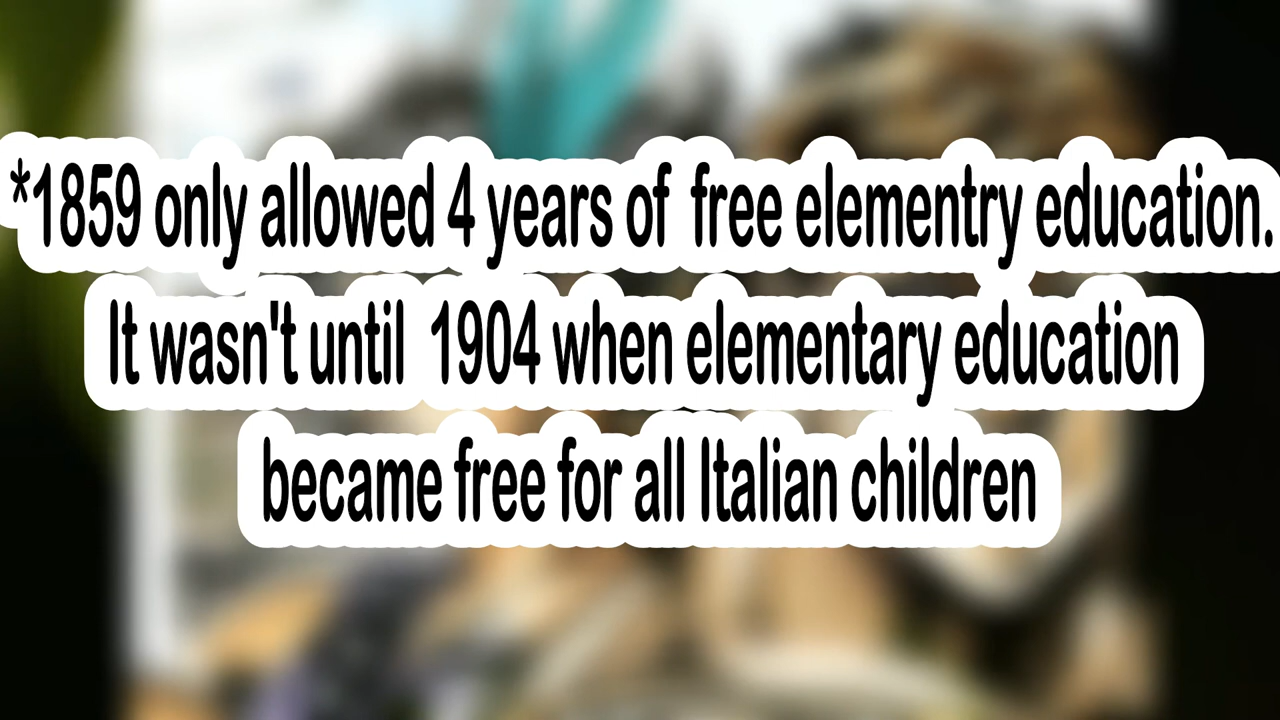 *1859 only allowed 4 years of free elementry education.
It wasn't until 1904 when elementary education
became free for all Italian children